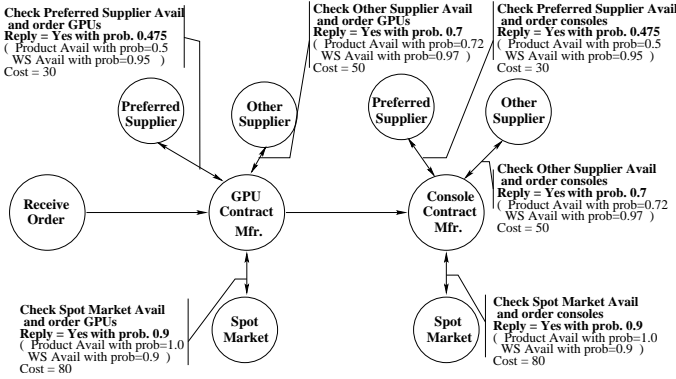 Check Preferred Supplier Avail
and order GPUs
Reply = Yes with prob. 0.475
( Product Avail with prob=0.5
WS Avail with prob=0.95 )
Cost = 30
Check Other Supplier Avail
and order GPUs
Reply = Yes with prob. 0.7
( Product Avail with prob=0.72
WS Avail with prob=0.97 )
Cost = 50
Check Preferred Supplier Avail
and order consoles
Reply = Yes with prob. 0.475
( Product Avail with prob=0.5
WS Avail with prob=0.95 )
Cost = 30
Preferred
Supplier
Other
Supplier
Preferred
Supplier
Other
Supplier
Receive
Order
GPU
Contract
Mfr.
Console
Contract
Mfr.
Check Other Supplier Avail
and order consoles
Reply = Yes with prob. 0.7
( Product Avail with prob=0.72
WS Avail with prob=0.97 )
Cost = 50
Check Spot Market Avail
and order GPUs
Reply = Yes with prob. 0.9
( Product Avail with prob=1.0
WS Avail with prob=0.9 )
Cost = 80
Spot
Market
Spot
Market
Check Spot Market Avail
and order consoles
Reply = Yes with prob. 0.9
( Product Avail with prob=1.0
WS Avail with prob=0.9 )
Cost = 80